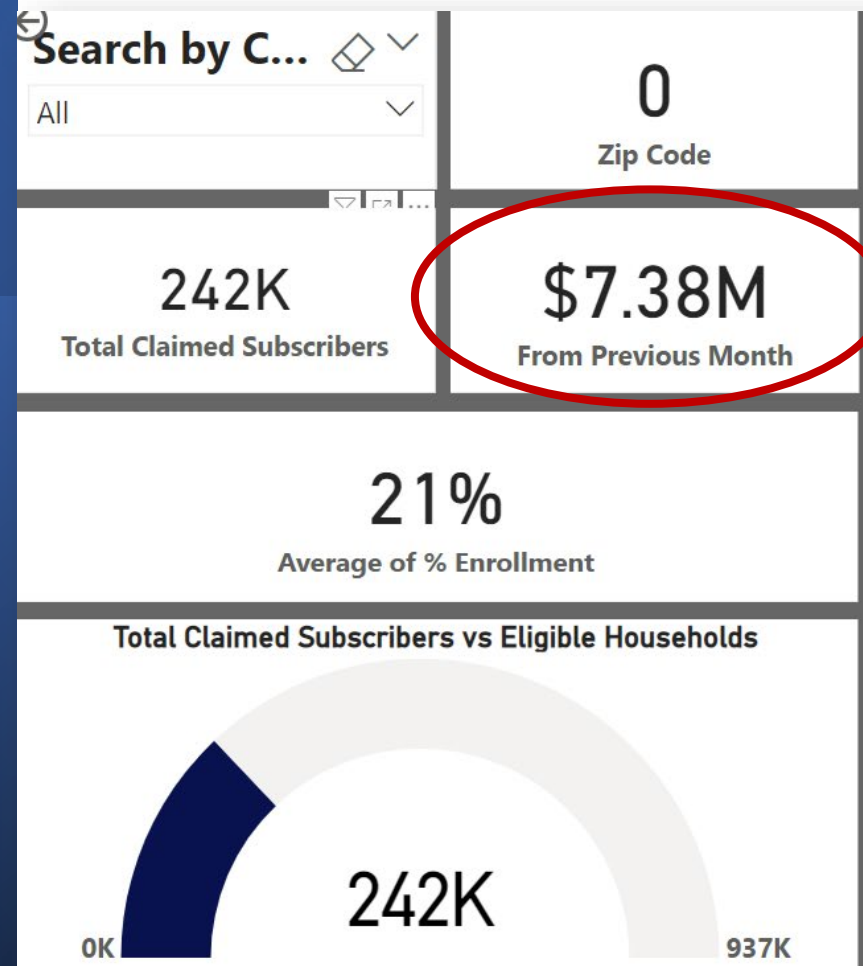 Search by C...
All
0
Zip Code
242K
Total Claimed Subscribers
$7.38M
From Previous Month
21%
Average of % Enrollment
Total Claimed Subscribers vs Eligible Households
242K
0K
937K